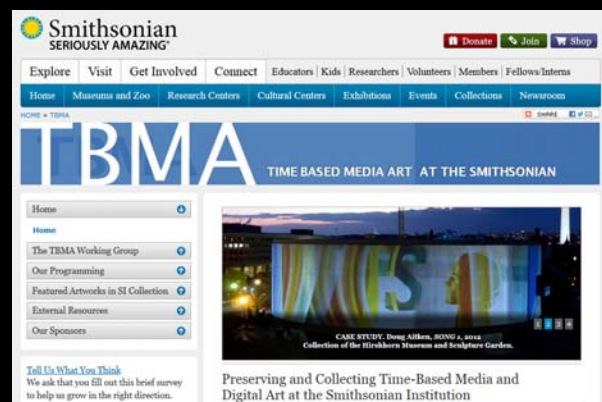 Smithsonian
SERIOUSLY AMAZING
Donate
Join
Shop
Explore
Visit
Get Involved
Connect
Educators | Kids | Researchers | Volunteers | Members | Fellows/Interns
Home
Museums and Zoo
Research Centers
Cultural Centers
Exhibitions
Events
Collections
Newsroom
HOME » TBMA
SHARE
TBMA TIME BASED MEDIA ART AT THE SMITHSONIAN
Home
Home
The TBMA Working Group
Our Programming
Featured Artworks in SI Collection
External Resources
Our Sponsors
Tell Us What You Think
We ask that you fill out this brief survey
to help us grow in the right direction.
1 2 3 4
CASE STUDY. Doug Aitken, SONG 1, 2012
Collection of the Hirshhorn Museum and Sculpture Garden.
Preserving and Collecting Time-Based Media and
Digital Art at the Smithsonian Institution